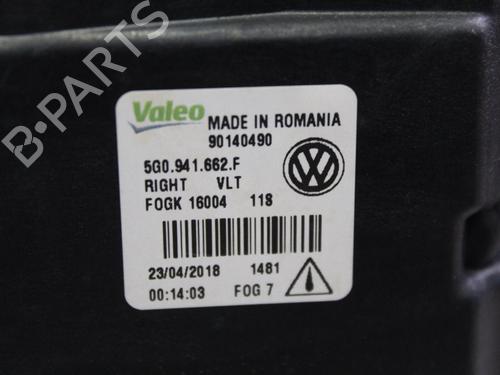 B-PARTS
Valeo
MADE IN ROMANIA
90140490
5G0.941.662.F
RIGHT VLT
FOGK 16004 118
23/04/2018 1481
00:14:03 FOG 7